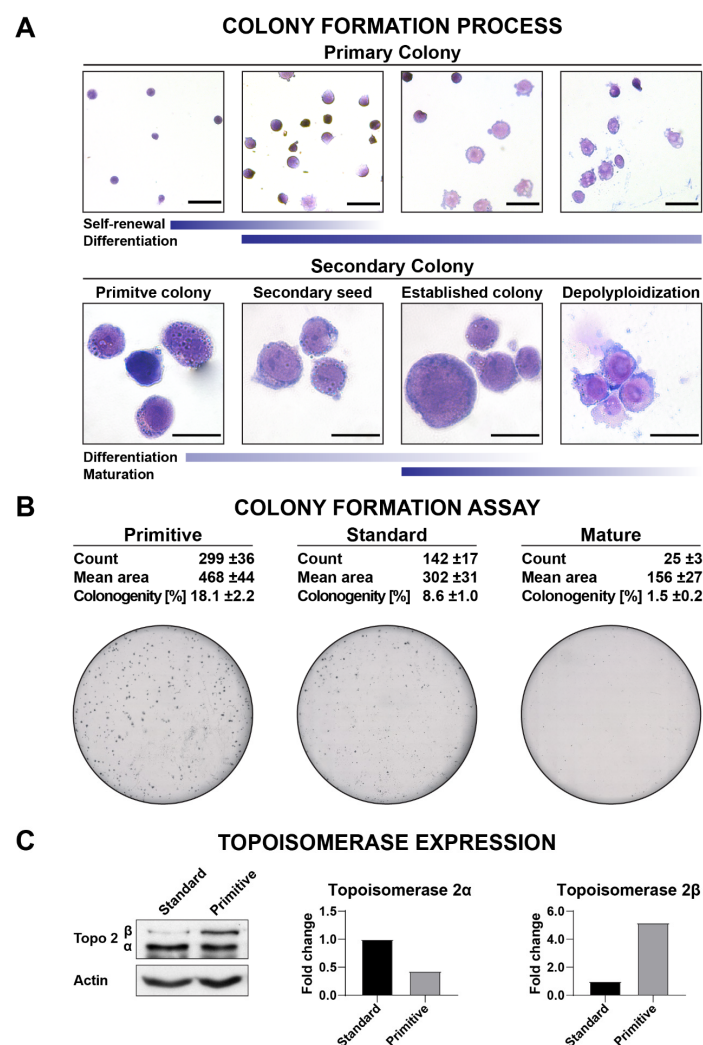 A
COLONY FORMATION PROCESS
Primary Colony
Self-renewal
Differentiation
Secondary Colony
Primitve colony
Secondary seed
Established colony
Depolyploidization
Differentiation
Maturation
B
COLONY FORMATION ASSAY
Primitive
Count 299 ±36
Mean area 468 ±44
Colonogenity [%] 18.1 ±2.2
Standard
Count 142 ±17
Mean area 302 ±31
Colonogenity [%] 8.6 ±1.0
Mature
Count 25 ±3
Mean area 156 ±27
Colonogenity [%] 1.5 ±0.2
C
TOPOISOMERASE EXPRESSION
Standard
Primitive
Topo 2
β
α
Actin
Topoisomerase 2α
Fold change
1.5
1.0
0.5
0.0
Standard
Primitive
Topoisomerase 2β
Fold change
6.0
4.0
2.0
0.0
Standard
Primitive